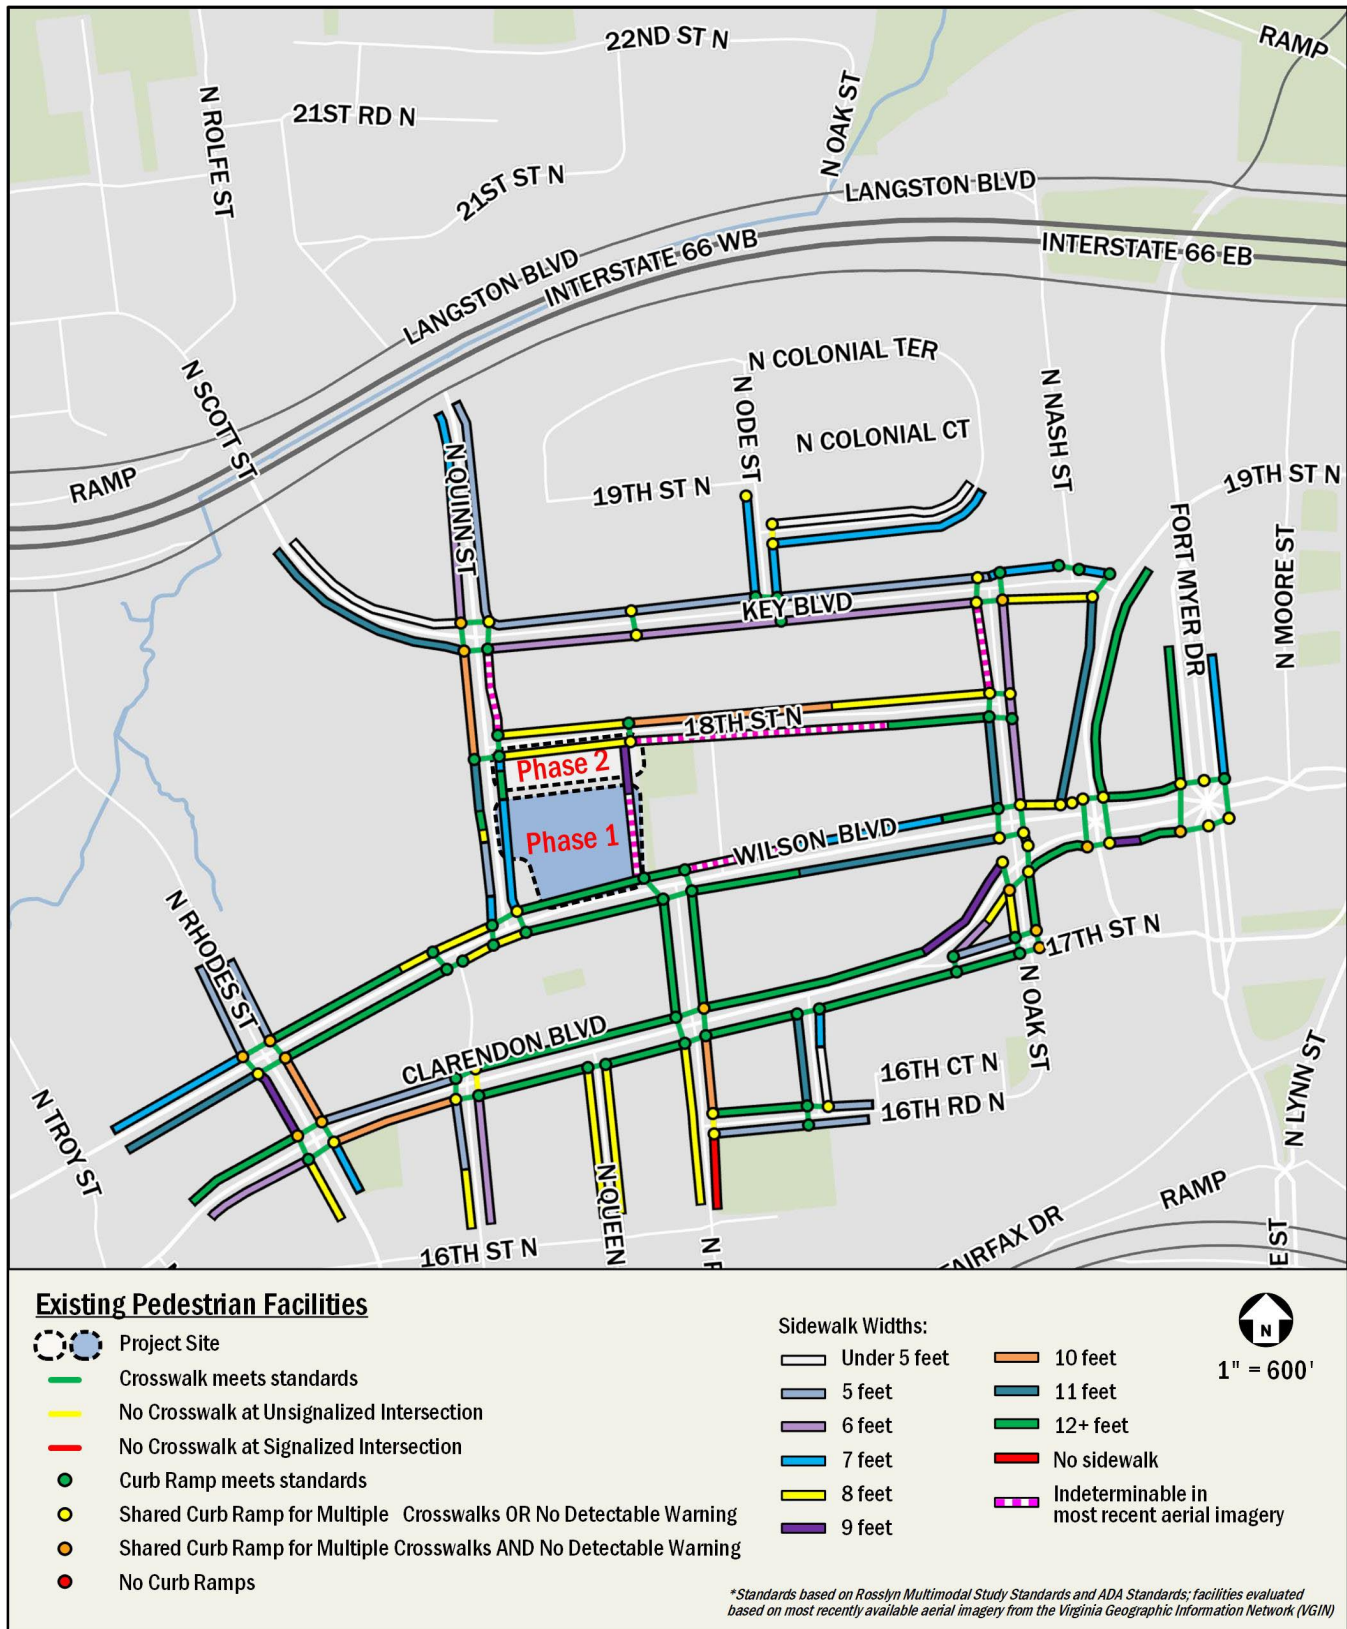 22ND ST N
RAMP
N ROLFE ST
21ST RD N
N OAK ST
21ST ST N
LANGSTON BLVD
LANGSTON BLVD
INTERSTATE 66 WB
INTERSTATE 66 EB
N SCOTT ST
N COLONIAL TER
N ODE ST
N COLONIAL CT
N NASH ST
RAMP
N QUINN ST
19TH ST N
19TH ST N
FORT MYER DR
N MOORE ST
KEY BLVD
18TH ST N
Phase 2
Phase 1
WILSON BLVD
N RHODES ST
17TH ST N
N OAK ST
CLARENDON BLVD
16TH CT N
16TH RD N
N TROY ST
N LYNN ST
N QUEEN
RAMP
16TH ST N
FAIRFAX DR
E ST
Existing Pedestrian Facilities
Project Site
Crosswalk meets standards
No Crosswalk at Unsignalized Intersection
No Crosswalk at Signalized Intersection
Curb Ramp meets standards
Shared Curb Ramp for Multiple Crosswalks OR No Detectable Warning
Shared Curb Ramp for Multiple Crosswalks AND No Detectable Warning
No Curb Ramps
Sidewalk Widths:
Under 5 feet
5 feet
6 feet
7 feet
8 feet
9 feet
10 feet
11 feet
12+ feet
No sidewalk
Indeterminable in
most recent aerial imagery
N
1" = 600'
*Standards based on Rosslyn Multimodal Study Standards and ADA Standards; facilities evaluated
based on most recently available aerial imagery from the Virginia Geographic Information Network (VGIN)